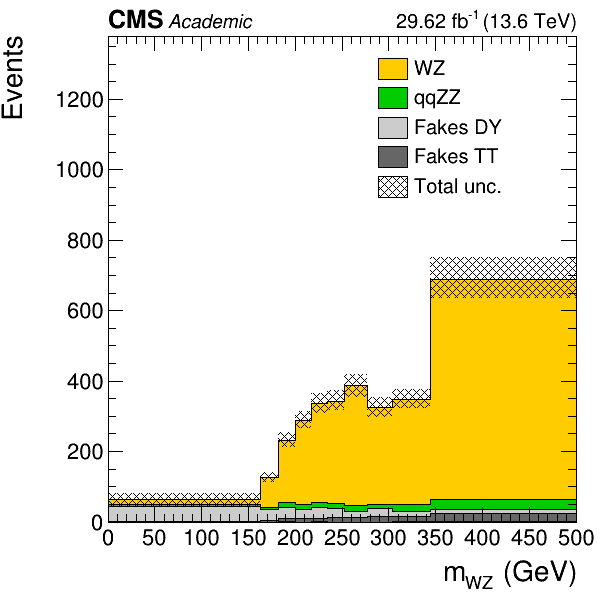 CMS Academic 29.62 fb⁻¹ (13.6 TeV)
Events
WZ
qqZZ
Fakes DY
Fakes TT
Total unc.
1200
1000
800
600
400
200
0
0 50 100 150 200 250 300 350 400 450 500
m_WZ (GeV)